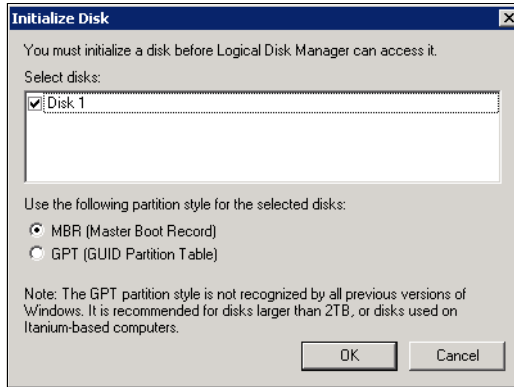 Initialize Disk
You must initialize a disk before Logical Disk Manager can access it.
Select disks:
Disk 1
Use the following partition style for the selected disks:
MBR (Master Boot Record)
GPT (GUID Partition Table)
Note: The GPT partition style is not recognized by all previous versions of
Windows. It is recommended for disks larger than 2TB, or disks used on
Itanium-based computers.
OK Cancel